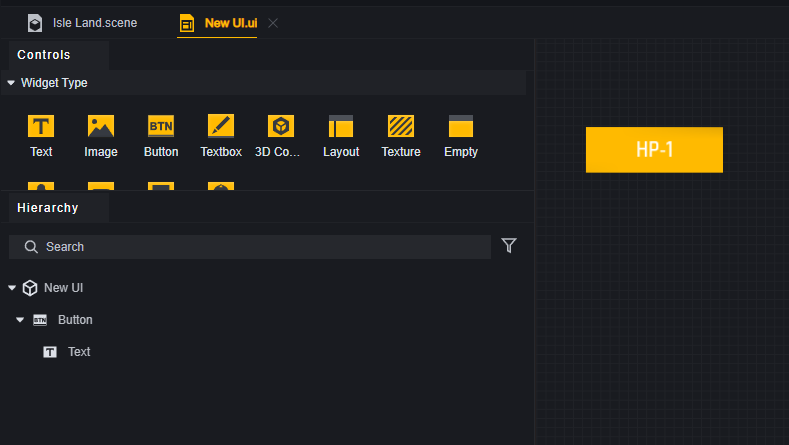 Isle Land.scene
New UI.ui
Controls
Widget Type
BTN
Text
Image
Button
Textbox
3D Co...
Layout
Texture
Empty
HP-1
Hierarchy
Search
New UI
BTN
Button
Text